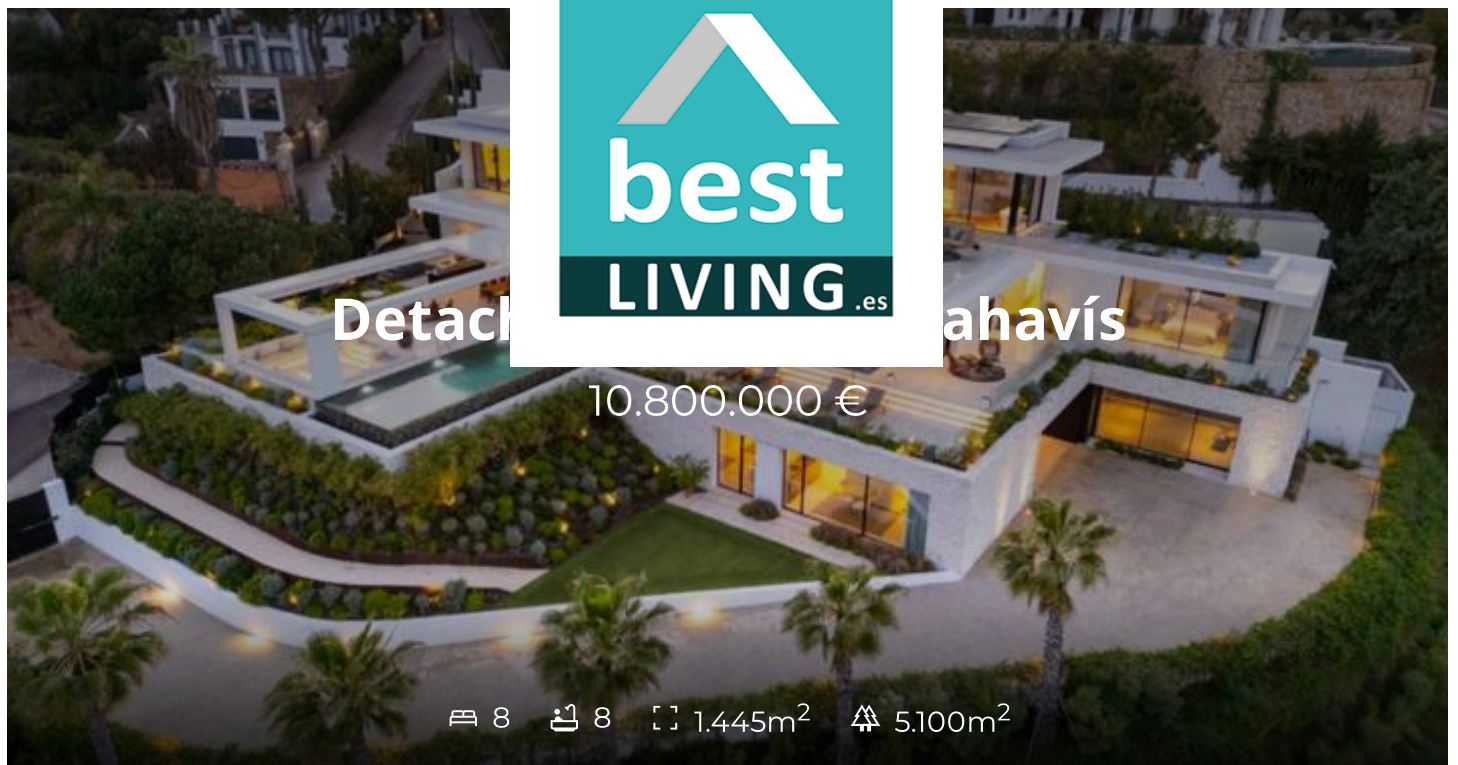 best
LIVING.es
Detach ahavís
10.800.000 €
8 8 1.445m² 5.100m²